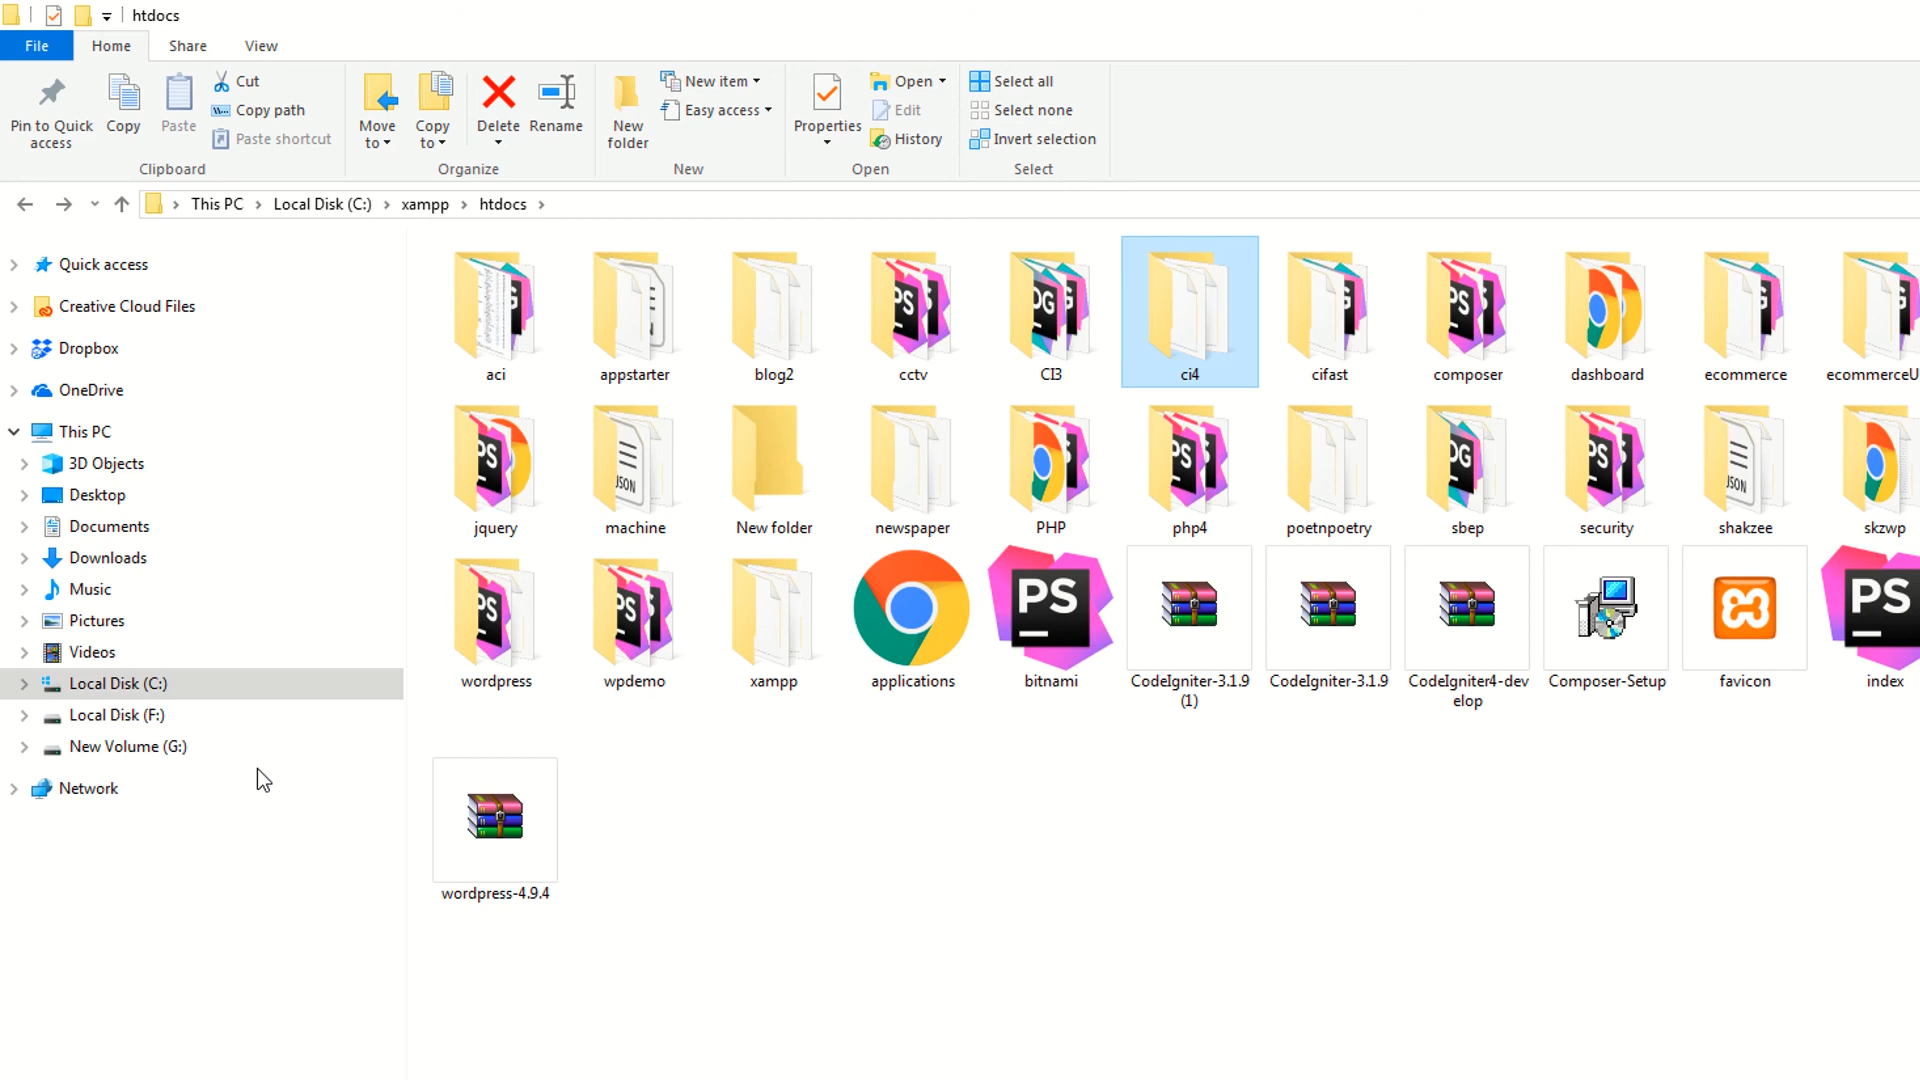 htdocs
File Home Share View
Pin to Quick access
Copy
Paste
Cut
Copy path
Paste shortcut
Clipboard
Move to
Copy to
Delete
Rename
Organize
New folder
New item
Easy access
New
Properties
Open
Edit
History
Open
Select all
Select none
Invert selection
Select
This PC Local Disk (C:) xampp htdocs
Quick access
Creative Cloud Files
Dropbox
OneDrive
This PC
3D Objects
Desktop
Documents
Downloads
Music
Pictures
Videos
Local Disk (C:)
Local Disk (F:)
New Volume (G:)
Network
aci appstarter blog2 cctv CI3 ci4 cifast composer dashboard ecommerce ecommerceU
jquery machine New folder newspaper PHP php4 poetnpoetry sbep security shakzee skzwp
wordpress wpdemo xampp applications bitnami CodeIgniter-3.1.9 (1) CodeIgniter-3.1.9 CodeIgniter4-develop Composer-Setup favicon index
wordpress-4.9.4